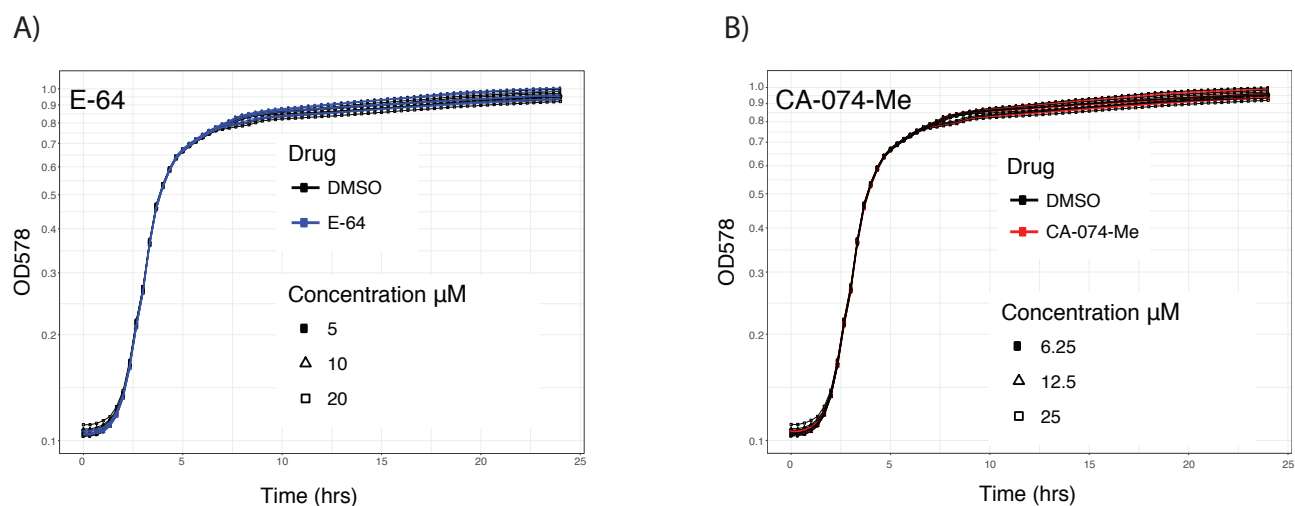 A)
E-64
1.0
0.9
0.8
0.7
0.6
0.5
0.4
0.3
0.2
0.1
OD578
Drug
DMSO
E-64
Concentration μM
5
10
20
0 5 10 15 20 25
Time (hrs)
B)
CA-074-Me
1.0
0.9
0.8
0.7
0.6
0.5
0.4
0.3
0.2
0.1
OD578
Drug
DMSO
CA-074-Me
Concentration μM
6.25
12.5
25
0 5 10 15 20 25
Time (hrs)